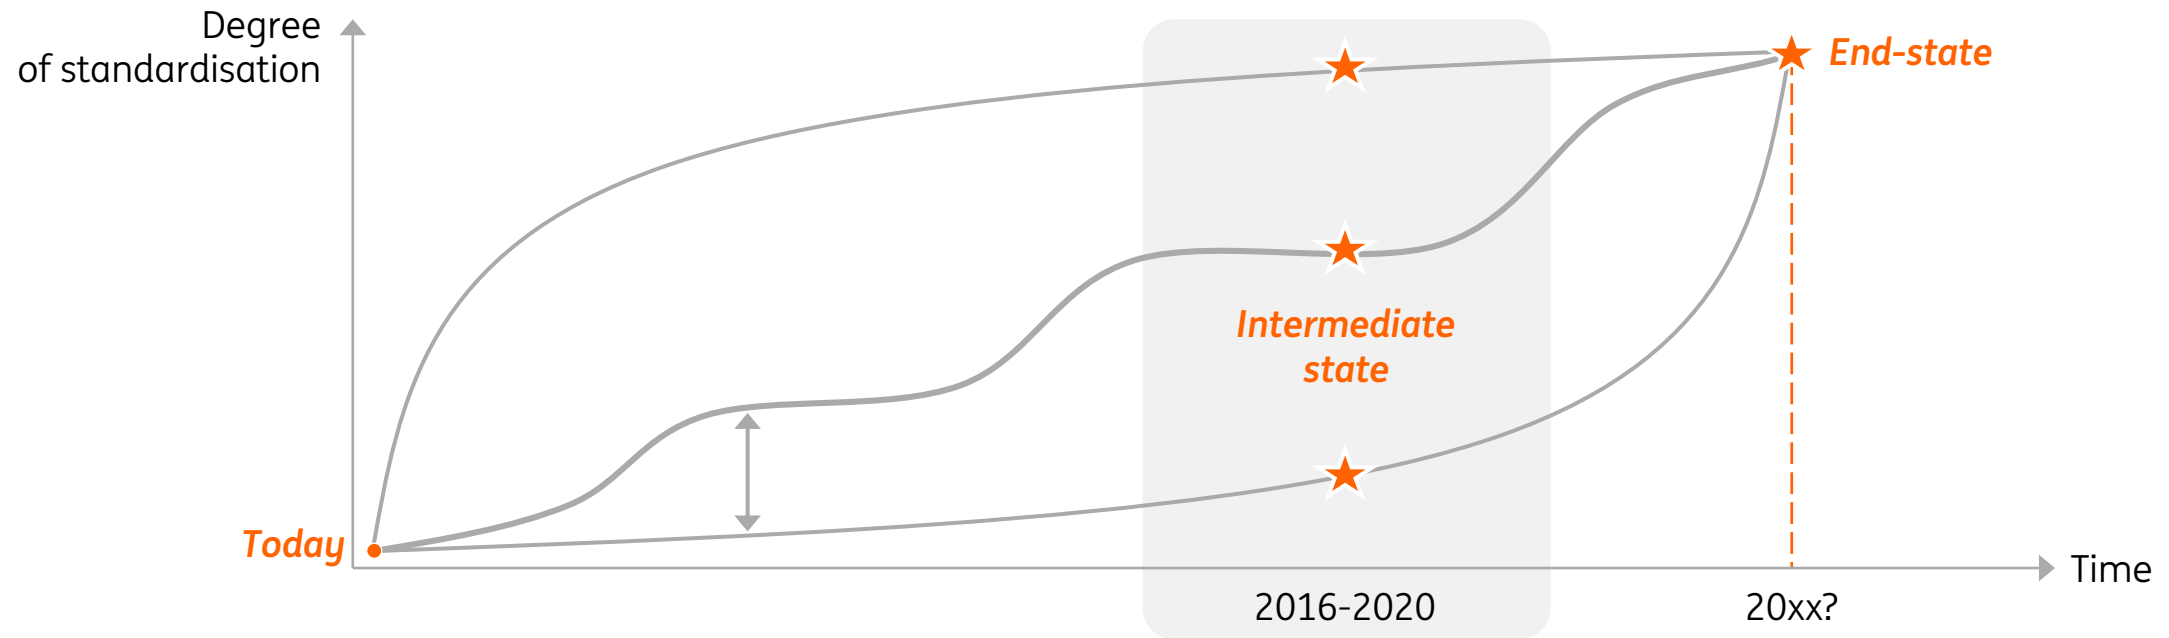 Degree
of standardisation
End-state
Intermediate
state
Today
Time
2016-2020
20xx?